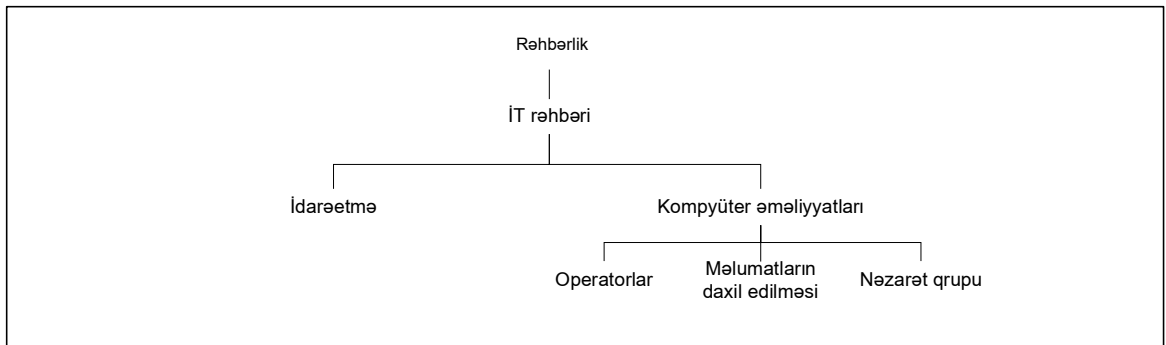 Rəhbərlik
İT rəhbəri
İdarəetmə
Kompyüter əməliyyatları
Operatorlar
Məlumatların
daxil edilməsi
Nəzarət qrupu